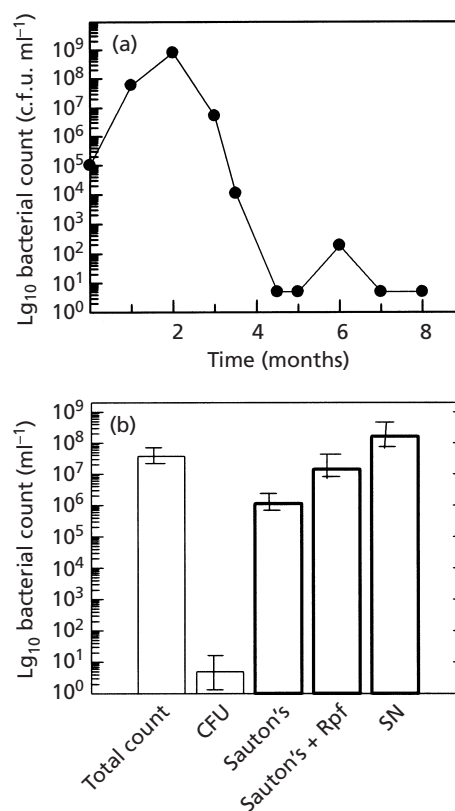 (a)
Lg₁₀ bacterial count (c.f.u. ml⁻¹)
10⁹
10⁸
10⁷
10⁶
10⁵
10⁴
10³
10²
10¹
10⁰
2 4 6 8
Time (months)
(b)
Lg₁₀ bacterial count (ml⁻¹)
10⁹
10⁸
10⁷
10⁶
10⁵
10⁴
10³
10²
10¹
10⁰
Total count
CFU
Sauton's
Sauton's + Rpf
SN